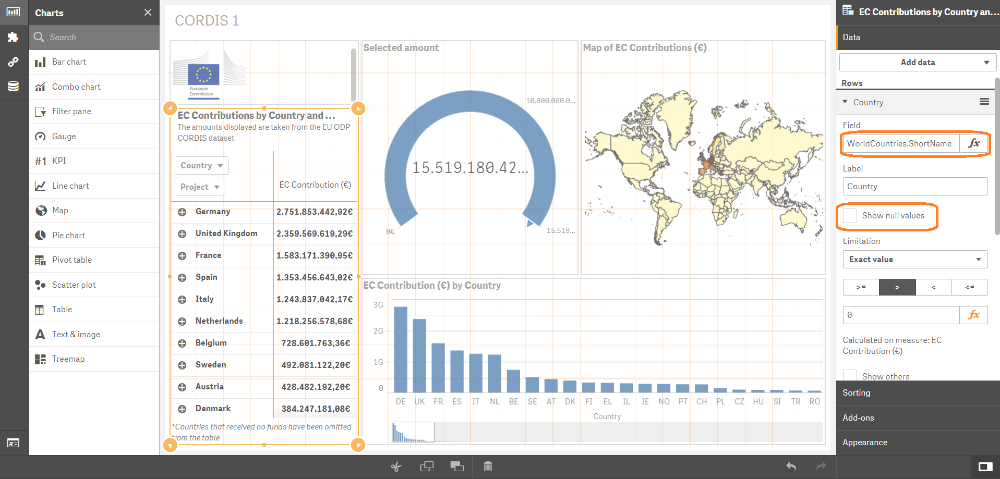 Charts
Search
Bar chart
Combo chart
Filter pane
Gauge
#1 KPI
Line chart
Map
Pie chart
Pivot table
Scatter plot
Table
A Text & image
Treemap
CORDIS 1
European
Commission
EC Contributions by Country and ...
The amounts displayed are taken from the EU ODP
CORDIS dataset
Country
Project
EC Contribution (€)
Germany 2.751.853.442,92€
United Kingdom 2.359.569.619,29€
France 1.583.171.390,95€
Spain 1.353.456.643,02€
Italy 1.243.837.042,17€
Netherlands 1.218.256.578,68€
Belgium 728.601.763,36€
Sweden 492.081.122,20€
Austria 428.482.192,20€
Denmark 384.247.181,08€
*Countries that received no funds have been omitted
from the table
Selected amount
10.000.000.0...
15.519.180.42...
0€
15.519...
Map of EC Contributions (€)
EC Contribution (€) by Country
3G
2G
1G
0
DE UK FR ES IT NL BE SE AT DK FI EL IL IE NO PT CH PL CZ HU SI TR RO
Country
EC Contributions by Country an...
Data
Add data
Rows
Country
Field
WorldCountries.ShortName fx
Label
Country
Show null values
Limitation
Exact value
>= > < <=
0 fx
Calculated on measure: EC
Contribution (€)
Show others
Sorting
Add-ons
Appearance
x=